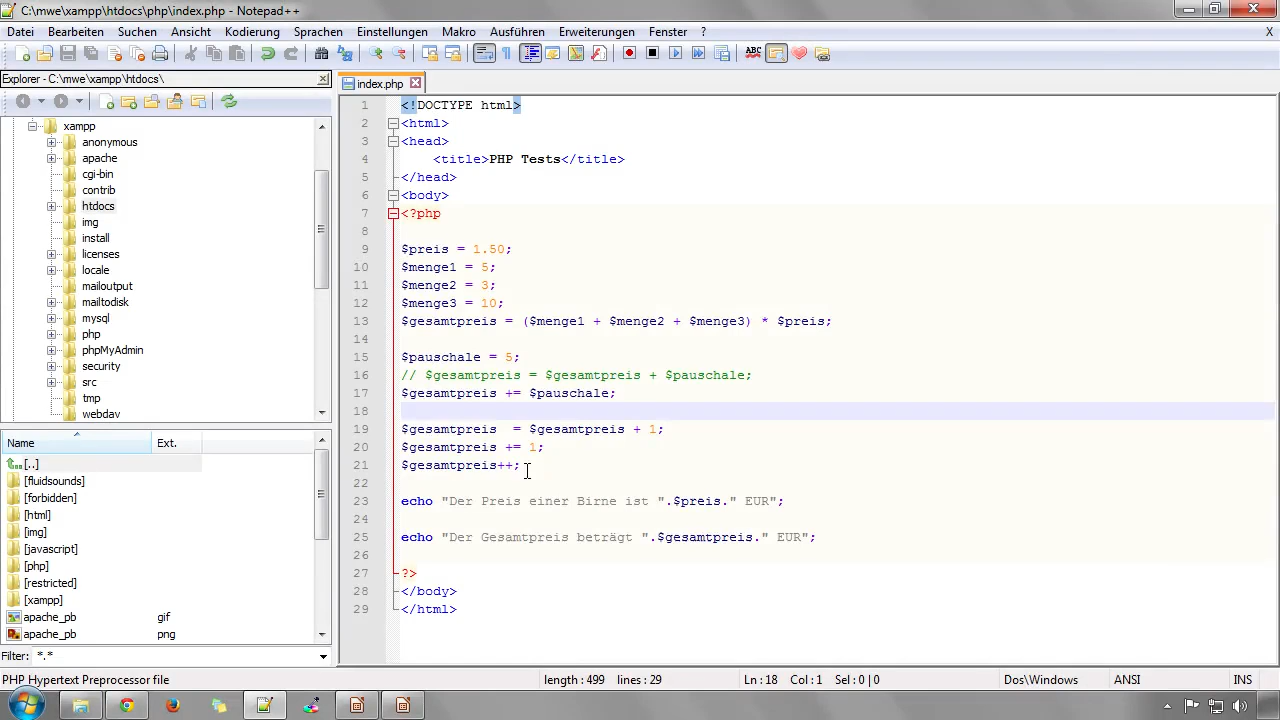 C:\mwe\xampp\htdocs\php\index.php - Notepad++
Datei Bearbeiten Suchen Ansicht Kodierung Sprachen Einstellungen Makro Ausführen Erweiterungen Fenster ? X
ABC
Explorer - C:\mwe\xampp\htdocs\
xampp
anonymous
apache
cgi-bin
contrib
htdocs
img
install
licenses
locale
mailoutput
mailtodisk
mysql
php
phpMyAdmin
security
src
tmp
webdav
Name Ext.
[..]
[fluidsounds]
[forbidden]
[html]
[img]
[javascript]
[php]
[restricted]
[xampp]
apache_pb gif
apache_pb png
Filter: *.*
index.php
1 <!DOCTYPE html>
2 <html>
3 <head>
4 <title>PHP Tests</title>
5 </head>
6 <body>
7 <?php
8
9 $preis = 1.50;
10 $menge1 = 5;
11 $menge2 = 3;
12 $menge3 = 10;
13 $gesamtpreis = ($menge1 + $menge2 + $menge3) * $preis;
14
15 $pauschale = 5;
16 // $gesamtpreis = $gesamtpreis + $pauschale;
17 $gesamtpreis += $pauschale;
18
19 $gesamtpreis  = $gesamtpreis + 1;
20 $gesamtpreis += 1;
21 $gesamtpreis++;
22
23 echo "Der Preis einer Birne ist ".$preis." EUR";
24
25 echo "Der Gesamtpreis beträgt ".$gesamtpreis." EUR";
26
27 ?>
28 </body>
29 </html>
PHP Hypertext Preprocessor file length : 499 lines : 29 Ln : 18 Col : 1 Sel : 0 | 0 Dos\Windows ANSI INS